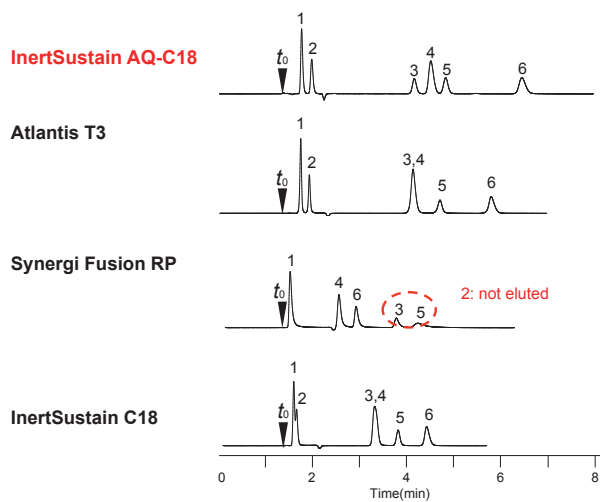 1
2
3
4
5
6
InertSustain AQ-C18
t0
Atlantis T3
1
2
3,4
5
6
t0
Synergi Fusion RP
1
4
6
3
5
2: not eluted
t0
InertSustain C18
1
2
3,4
5
6
t0
0 2 4 6 8
Time(min)